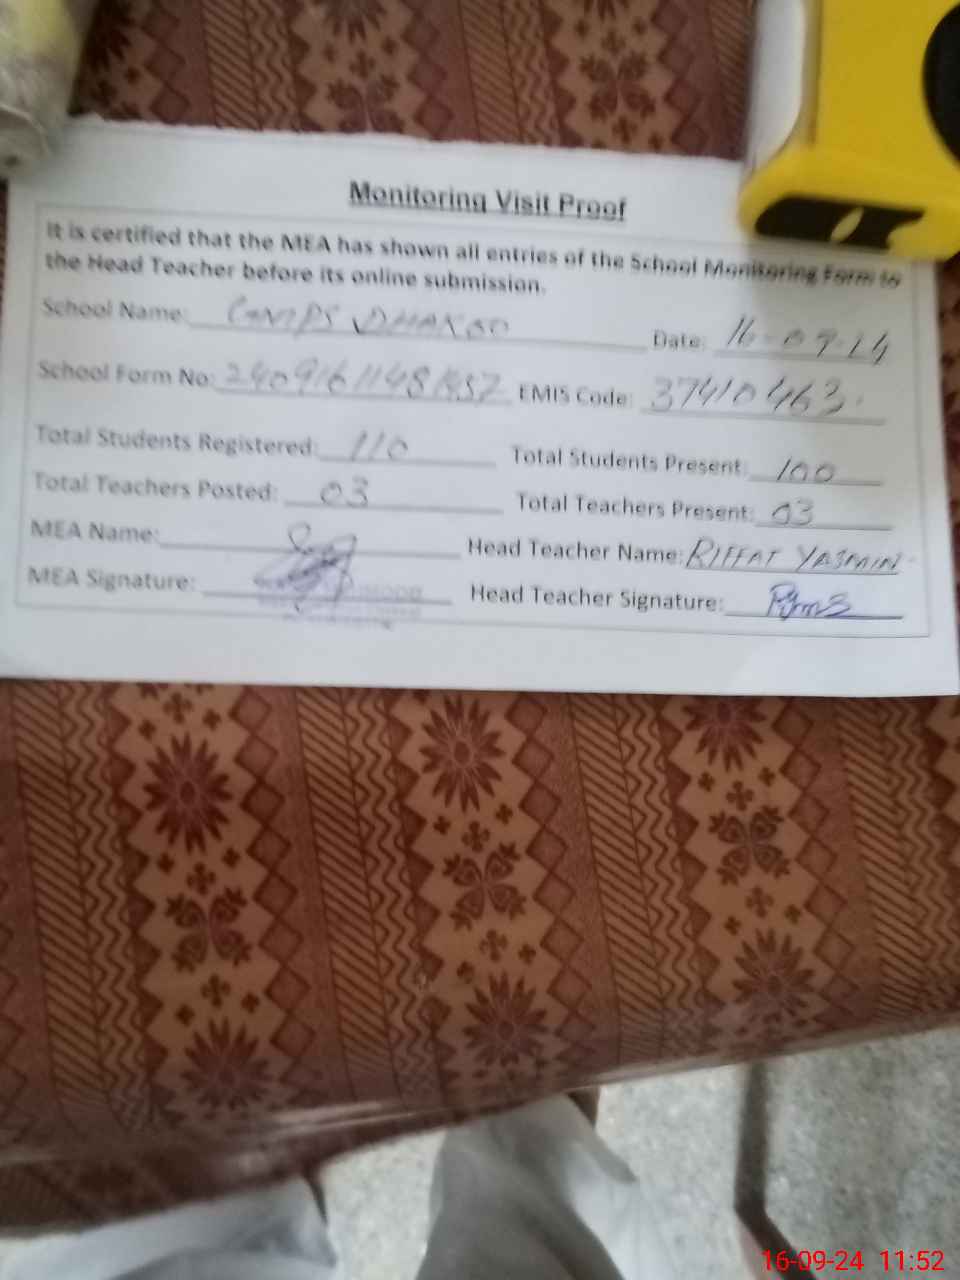 Monitoring Visit Proof
It is certified that the MEA has shown all entries of the School Monitoring Form to
the Head Teacher before its online submission.
School Name: GMPS DHAKOO Date: 16-09-24
School Form No: EMIS Code: 37410463
Total Students Registered: 110 Total Students Present: 100
Total Teachers Posted: 03 Total Teachers Present: 03
MEA Name: Head Teacher Name: RIFFAT YASMIN
MEA Signature: Head Teacher Signature:
16-09-24 11:52